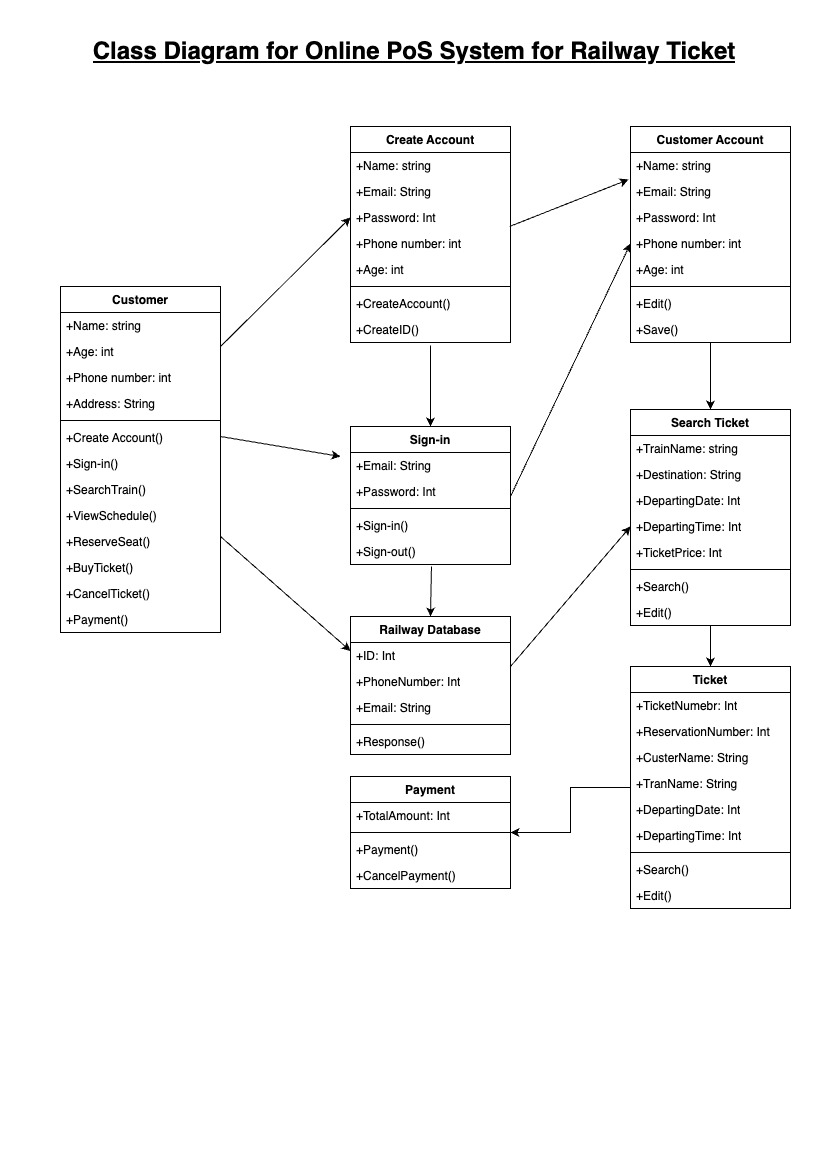 Class Diagram for Online PoS System for Railway Ticket
Customer
+Name: string
+Age: int
+Phone number: int
+Address: String
+Create Account()
+Sign-in()
+SearchTrain()
+ViewSchedule()
+ReserveSeat()
+BuyTicket()
+CancelTicket()
+Payment()
Create Account
+Name: string
+Email: String
+Password: Int
+Phone number: int
+Age: int
+CreateAccount()
+CreateID()
Sign-in
+Email: String
+Password: Int
+Sign-in()
+Sign-out()
Railway Database
+ID: Int
+PhoneNumber: Int
+Email: String
+Response()
Payment
+TotalAmount: Int
+Payment()
+CancelPayment()
Customer Account
+Name: string
+Email: String
+Password: Int
+Phone number: int
+Age: int
+Edit()
+Save()
Search Ticket
+TrainName: string
+Destination: String
+DepartingDate: Int
+DepartingTime: Int
+TicketPrice: Int
+Search()
+Edit()
Ticket
+TicketNumebr: Int
+ReservationNumber: Int
+CusterName: String
+TranName: String
+DepartingDate: Int
+DepartingTime: Int
+Search()
+Edit()